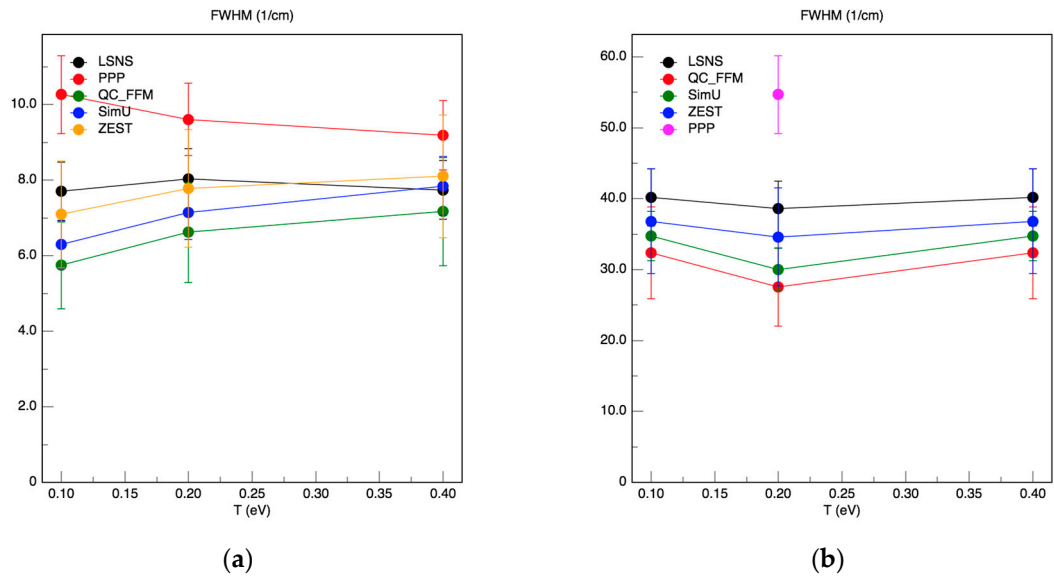 FWHM (1/cm)
LSNS
PPP
QC_FFM
SimU
ZEST
10.0
8.0
6.0
4.0
2.0
0
0.10 0.15 0.20 0.25 0.30 0.35 0.40
T (eV)
(a)
FWHM (1/cm)
LSNS
QC_FFM
SimU
ZEST
PPP
60.0
50.0
40.0
30.0
20.0
10.0
0
0.10 0.15 0.20 0.25 0.30 0.35 0.40
T (eV)
(b)